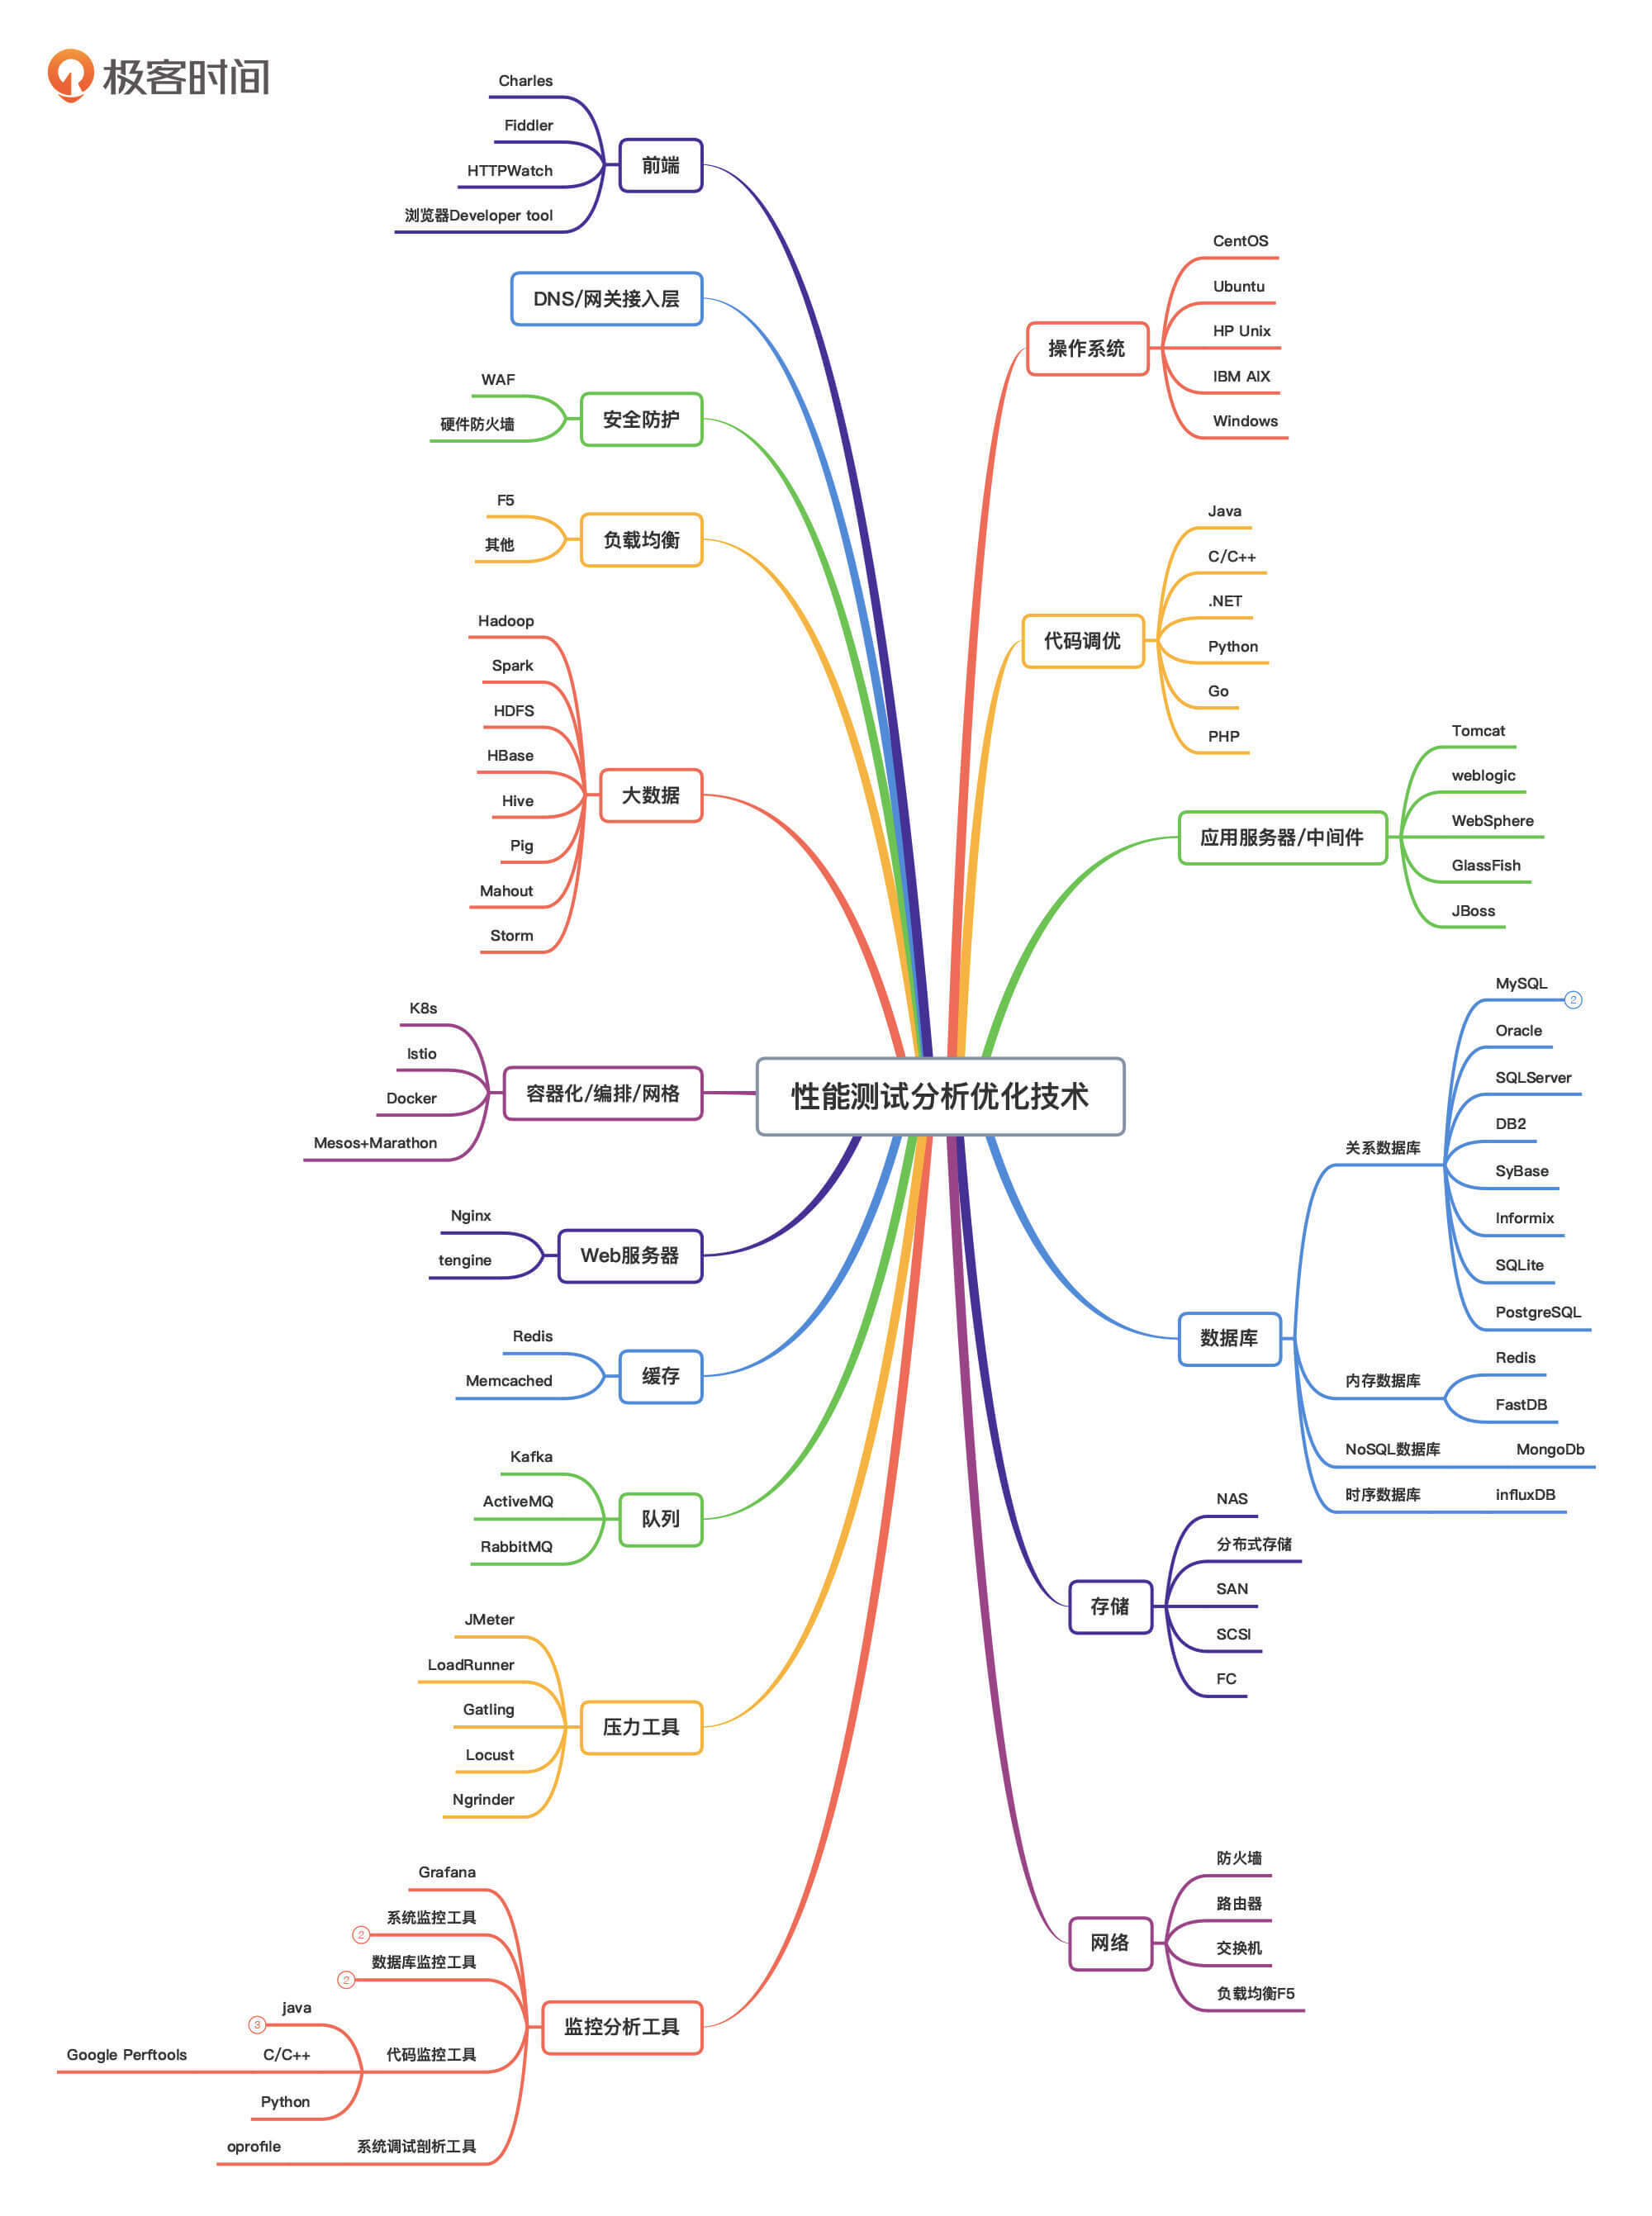 极客时间
Charles
Fiddler
HTTPWatch
浏览器Developer tool
前端
DNS/网关接入层
WAF
硬件防火墙
安全防护
F5
其他
负载均衡
Hadoop
Spark
HDFS
HBase
Hive
Pig
Mahout
Storm
大数据
K8s
Istio
Docker
Mesos+Marathon
容器化/编排/网格
Nginx
tengine
Web服务器
Redis
Memcached
缓存
Kafka
ActiveMQ
RabbitMQ
队列
JMeter
LoadRunner
Gatling
Locust
Ngrinder
压力工具
Grafana
系统监控工具
2
数据库监控工具
2
java
3
Google Perftools
C/C++
代码监控工具
Python
oprofile
系统调试剖析工具
监控分析工具
性能测试分析优化技术
操作系统
CentOS
Ubuntu
HP Unix
IBM AIX
Windows
代码调优
Java
C/C++
.NET
Python
Go
PHP
应用服务器/中间件
Tomcat
weblogic
WebSphere
GlassFish
JBoss
数据库
关系数据库
MySQL
2
Oracle
SQLServer
DB2
SyBase
Informix
SQLite
PostgreSQL
内存数据库
Redis
FastDB
NoSQL数据库
MongoDb
时序数据库
influxDB
存储
NAS
分布式存储
SAN
SCSI
FC
网络
防火墙
路由器
交换机
负载均衡F5